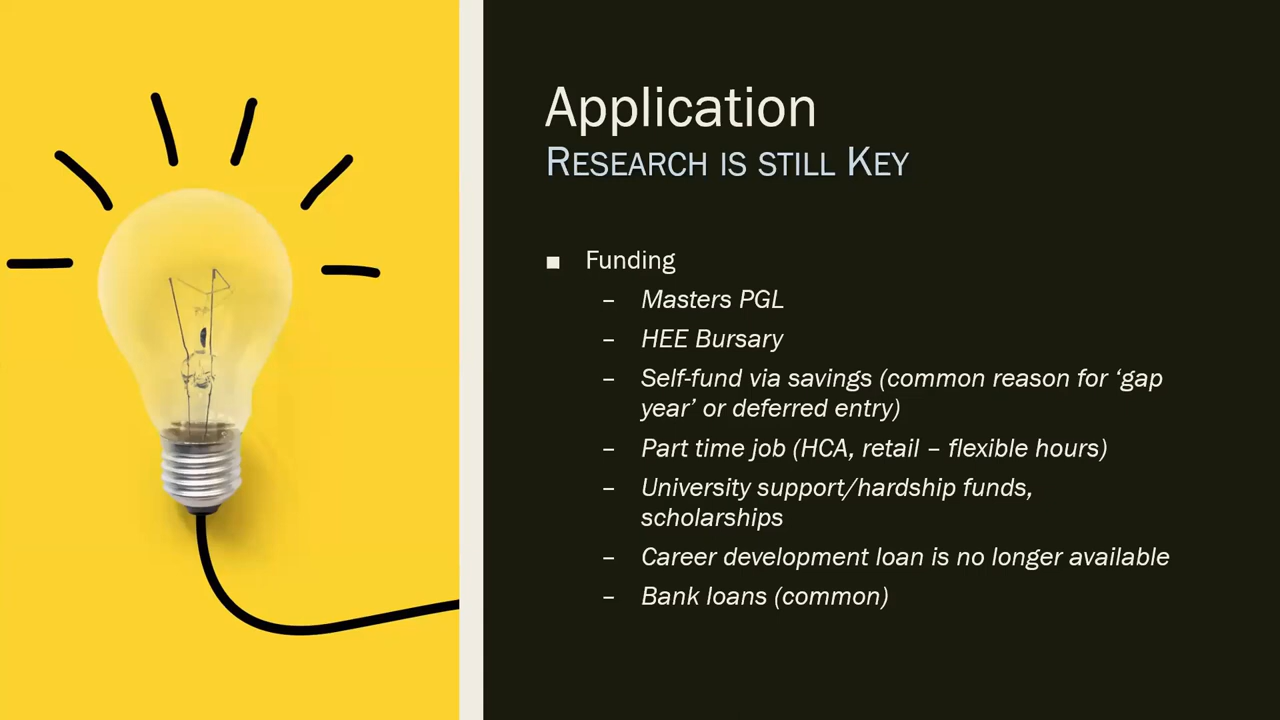 Application
Research is still Key
■ Funding
– Masters PGL
– HEE Bursary
– Self-fund via savings (common reason for ‘gap
year’ or deferred entry)
– Part time job (HCA, retail – flexible hours)
– University support/hardship funds,
scholarships
– Career development loan is no longer available
– Bank loans (common)